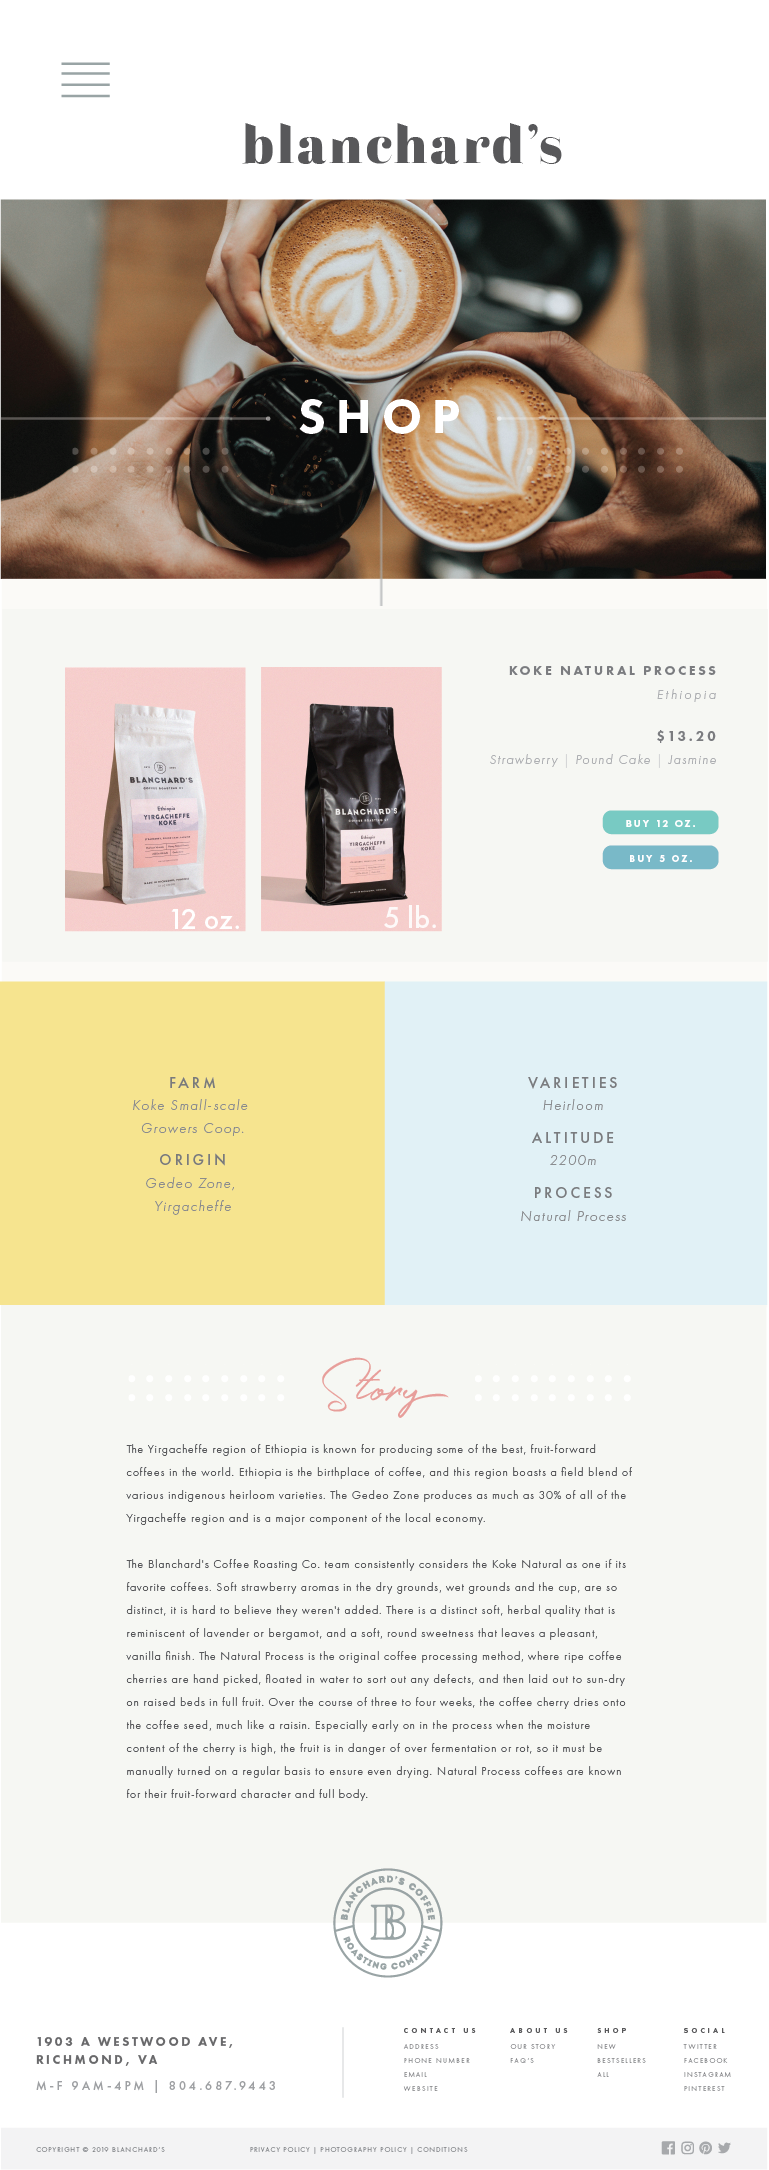 blanchard's
SHOP
KOKE NATURAL PROCESS
Ethiopia
$13.20
Strawberry | Pound Cake | Jasmine
BUY 12 OZ.
BUY 5 OZ.
BLANCHARD'S
COFFEE ROASTING CO
Ethiopia
YIRGACHEFFE
KOKE
12 oz.
BLANCHARD'S
COFFEE ROASTING CO
Ethiopia
YIRGACHEFFE
KOKE
5 lb.
FARM
Koke Small-scale
Growers Coop.
ORIGIN
Gedeo Zone,
Yirgacheffe
VARIETIES
Heirloom
ALTITUDE
2200m
PROCESS
Natural Process
Story
The Yirgacheffe region of Ethiopia is known for producing some of the best, fruit-forward
coffees in the world. Ethiopia is the birthplace of coffee, and this region boasts a field blend of
various indigenous heirloom varieties. The Gedeo Zone produces as much as 30% of all of the
Yirgacheffe region and is a major component of the local economy.
The Blanchard's Coffee Roasting Co. team consistently considers the Koke Natural as one if its
favorite coffees. Soft strawberry aromas in the dry grounds, wet grounds and the cup, are so
distinct, it is hard to believe they weren't added. There is a distinct soft, herbal quality that is
reminiscent of lavender or bergamot, and a soft, round sweetness that leaves a pleasant,
vanilla finish. The Natural Process is the original coffee processing method, where ripe coffee
cherries are hand picked, floated in water to sort out any defects, and then laid out to sun-dry
on raised beds in full fruit. Over the course of three to four weeks, the coffee cherry dries onto
the coffee seed, much like a raisin. Especially early on in the process when the moisture
content of the cherry is high, the fruit is in danger of over fermentation or rot, so it must be
manually turned on a regular basis to ensure even drying. Natural Process coffees are known
for their fruit-forward character and full body.
BLANCHARD'S COFFEE
B
ROASTING COMPANY
1903 A WESTWOOD AVE,
RICHMOND, VA
M-F 9AM-4PM | 804.687.9443
CONTACT US
ADDRESS
PHONE NUMBER
EMAIL
WEBSITE
ABOUT US
OUR STORY
FAQ'S
SHOP
NEW
BESTSELLERS
ALL
SOCIAL
TWITTER
FACEBOOK
INSTAGRAM
PINTEREST
COPYRIGHT © 2019 BLANCHARD'S
PRIVACY POLICY | PHOTOGRAPHY POLICY | CONDITIONS